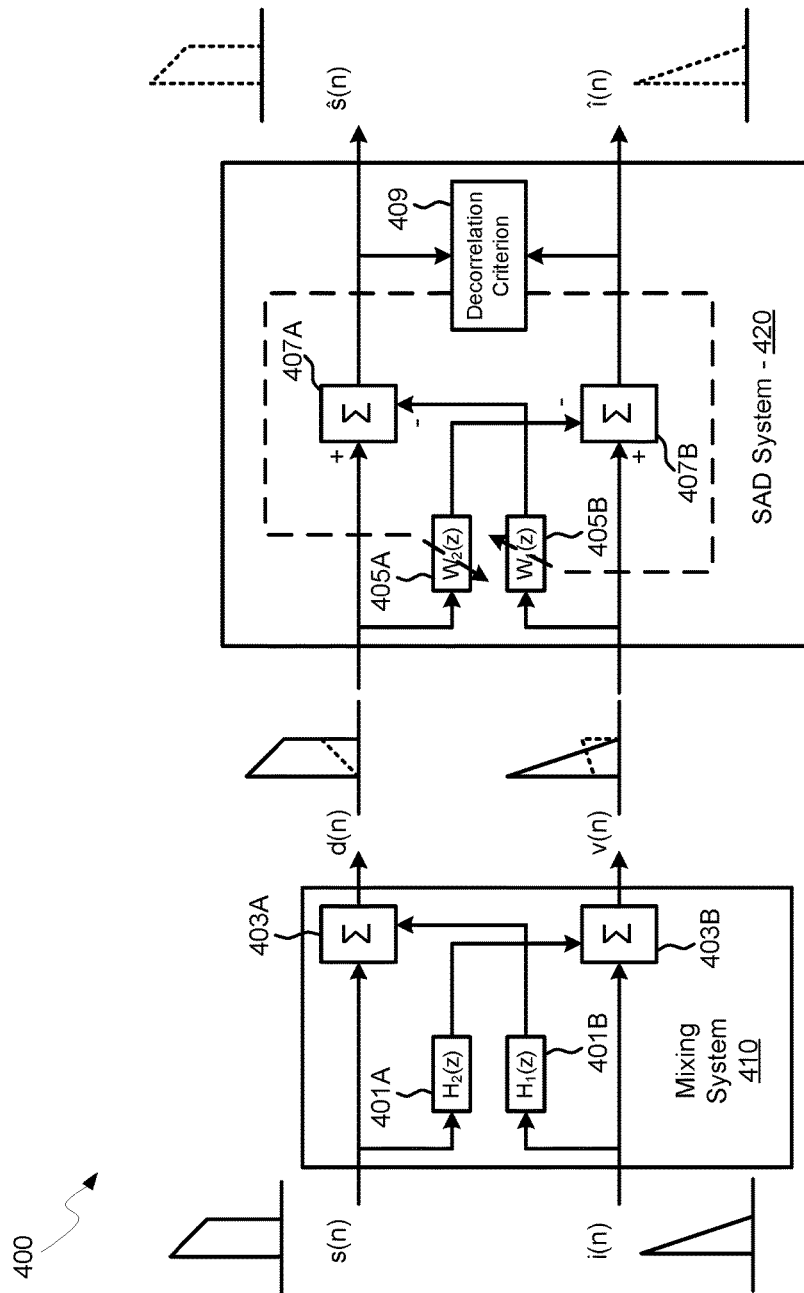 400
s(n)
i(n)
401A
H₂(z)
H₁(z)
401B
403A
Σ
Σ
403B
Mixing
System
410
d(n)
v(n)
405A
W₂(z)
W₁(z)
405B
407A
+
Σ
-
-
Σ
+
407B
409
Decorrelation
Criterion
SAD System - 420
ŝ(n)
î(n)